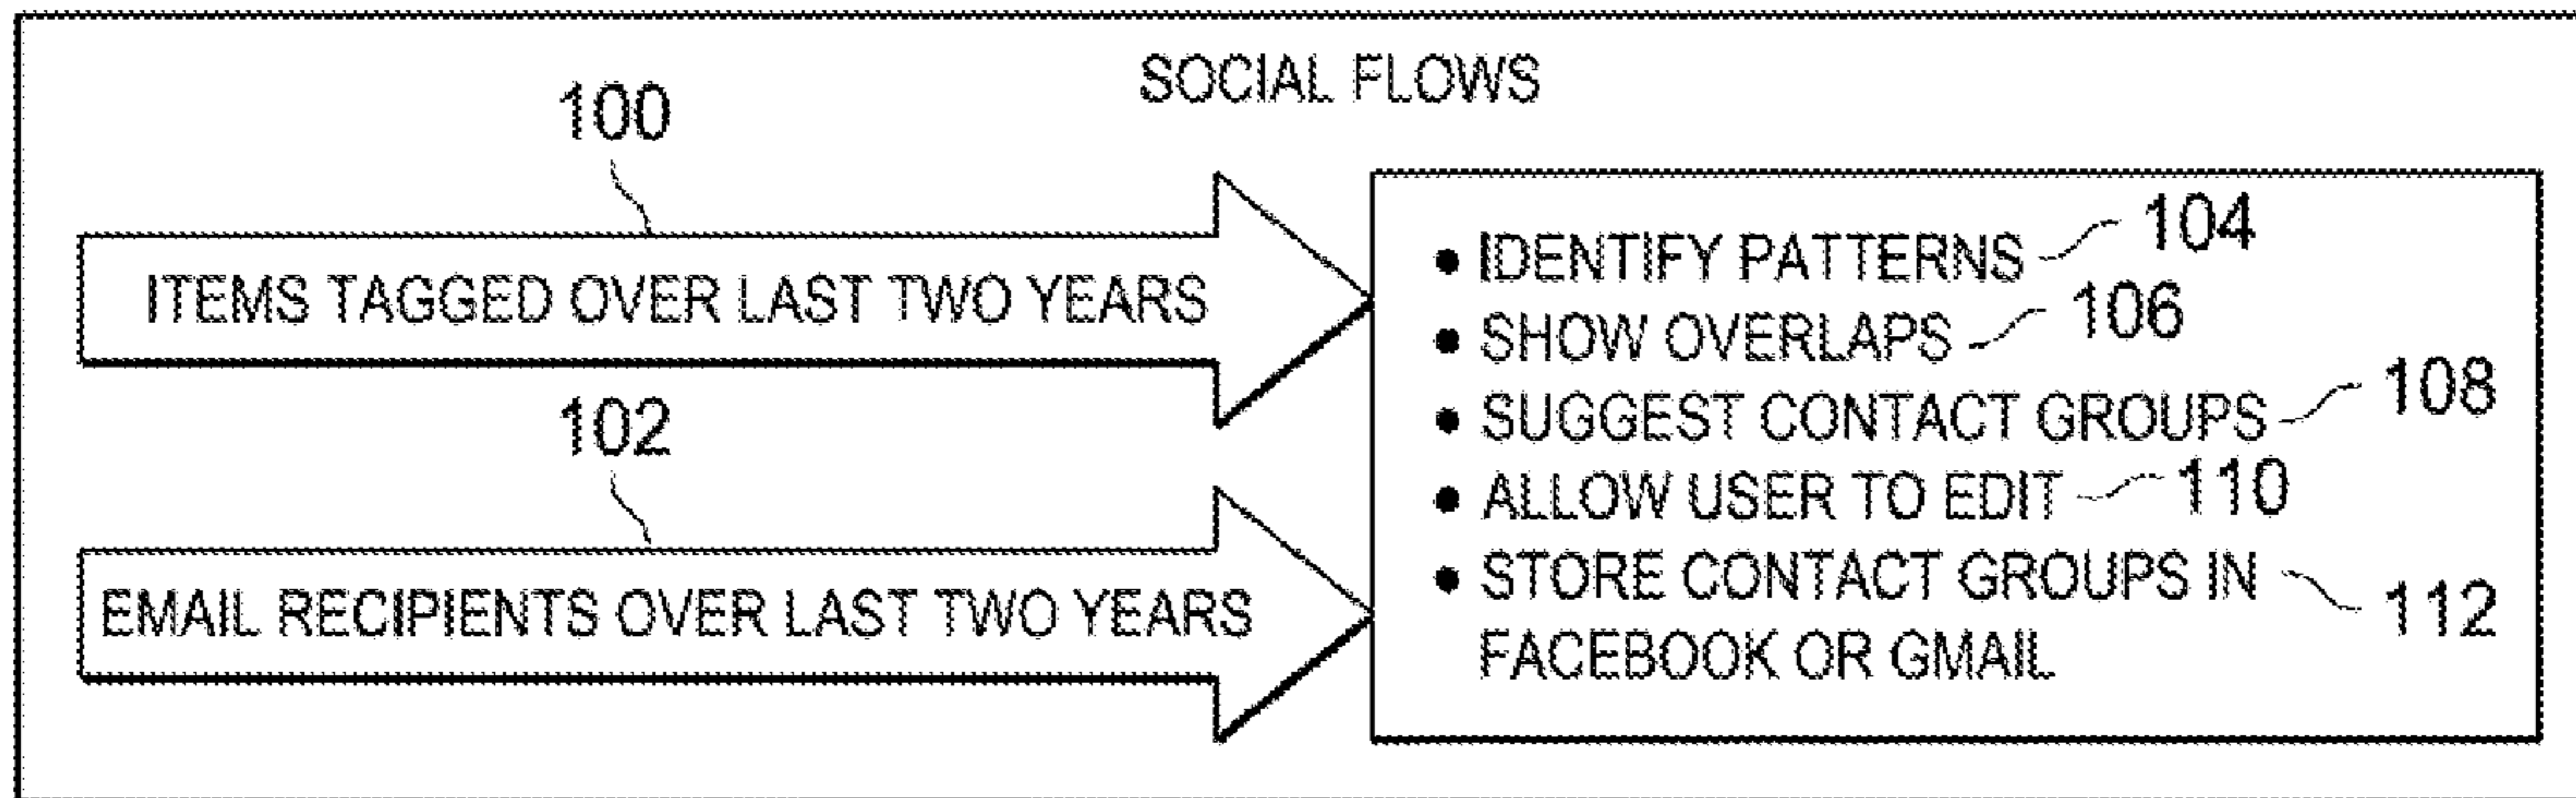 SOCIAL FLOWS
100
ITEMS TAGGED OVER LAST TWO YEARS
102
EMAIL RECIPIENTS OVER LAST TWO YEARS
• IDENTIFY PATTERNS 104
• SHOW OVERLAPS 106
• SUGGEST CONTACT GROUPS 108
• ALLOW USER TO EDIT 110
• STORE CONTACT GROUPS IN 112
FACEBOOK OR GMAIL